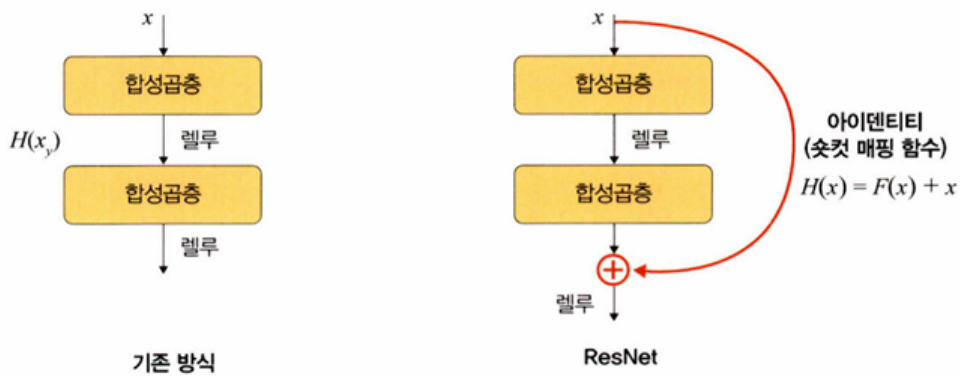 x
합성곱층
H(x_y)
렐루
합성곱층
렐루
기존 방식
x
합성곱층
렐루
합성곱층
+
렐루
아이덴티티
(숏컷 매핑 함수)
H(x) = F(x) + x
ResNet